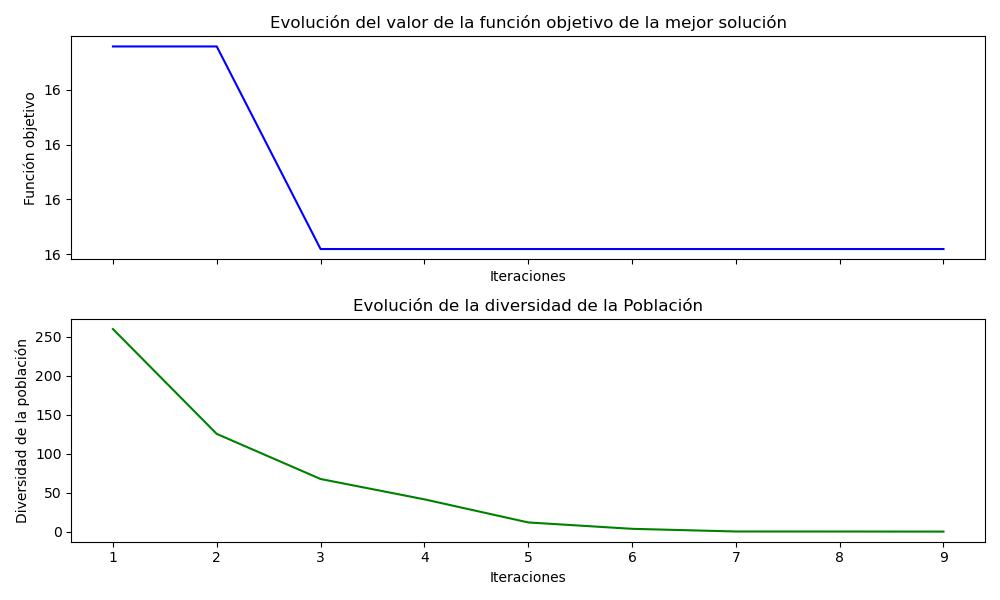 Evolución del valor de la función objetivo de la mejor solución
Función objetivo
16
16
16
16
Iteraciones
Evolución de la diversidad de la Población
Diversidad de la población
250
200
150
100
50
0
1 2 3 4 5 6 7 8 9
Iteraciones